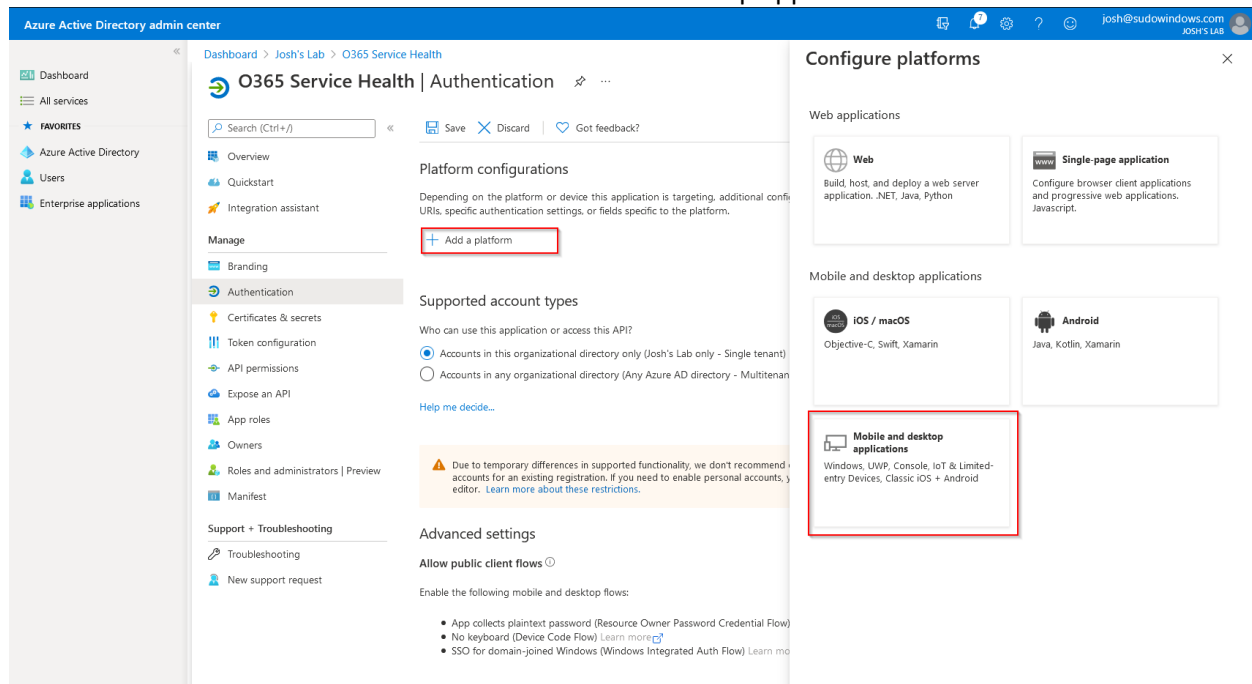 Azure Active Directory admin center
7
josh@sudowindows.com
JOSH'S LAB
Dashboard
All services
FAVORITES
Azure Active Directory
Users
Enterprise applications
Dashboard > Josh's Lab > O365 Service Health
O365 Service Health | Authentication
Search (Ctrl+/)
Overview
Quickstart
Integration assistant
Manage
Branding
Authentication
Certificates & secrets
Token configuration
API permissions
Expose an API
App roles
Owners
Roles and administrators | Preview
Manifest
Support + Troubleshooting
Troubleshooting
New support request
Save Discard Got feedback?
Platform configurations
Depending on the platform or device this application is targeting, additional confi
URIs, specific authentication settings, or fields specific to the platform.
+ Add a platform
Supported account types
Who can use this application or access this API?
Accounts in this organizational directory only (Josh's Lab only - Single tenant)
Accounts in any organizational directory (Any Azure AD directory - Multitenan
Help me decide...
Due to temporary differences in supported functionality, we don't recommend
accounts for an existing registration. If you need to enable personal accounts,
editor. Learn more about these restrictions.
Advanced settings
Allow public client flows
Enable the following mobile and desktop flows:
• App collects plaintext password (Resource Owner Password Credential Flow)
• No keyboard (Device Code Flow) Learn more
• SSO for domain-joined Windows (Windows Integrated Auth Flow) Learn mo
Configure platforms
Web applications
Web
Build, host, and deploy a web server
application. .NET, Java, Python
www
Single-page application
Configure browser client applications
and progressive web applications.
Javascript.
Mobile and desktop applications
iOS
macOS
iOS / macOS
Objective-C, Swift, Xamarin
Android
Java, Kotlin, Xamarin
Mobile and desktop
applications
Windows, UWP, Console, IoT & Limited-
entry Devices, Classic iOS + Android